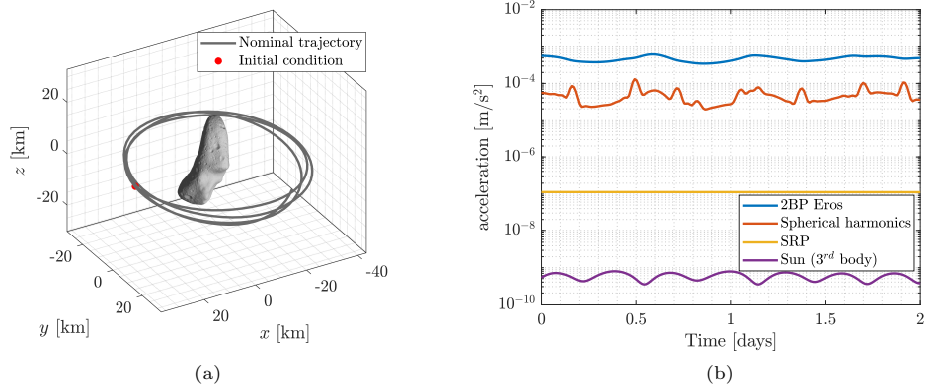 Nominal trajectory
Initial condition
20
0
-20
z [km]
-20
0
20
y [km]
20
0
-20
-40
x [km]
(a)
10^-2
10^-4
10^-6
10^-8
10^-10
acceleration [m/s^2]
2BP Eros
Spherical harmonics
SRP
Sun (3^rd body)
0
0.5
1
1.5
2
Time [days]
(b)